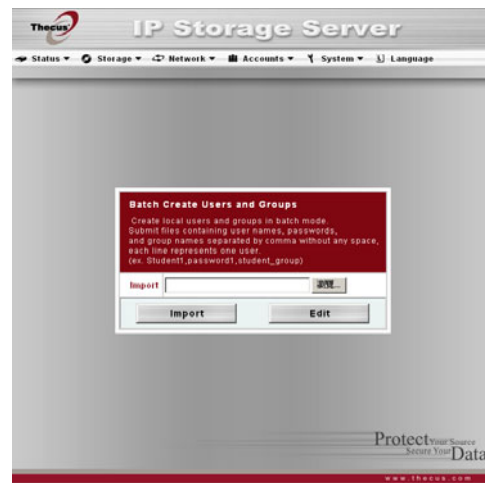 Thecus
IP Storage Server
Status Storage Network Accounts System Language
Batch Create Users and Groups
Create local users and groups in batch mode.
Submit files containing user names, passwords,
and group names separated by comma without any space,
each line represents one user.
(ex. Student1,password1,student_group)
Import 瀏覽...
Import Edit
Protect Your Source
Secure Your Data
www.thecus.com